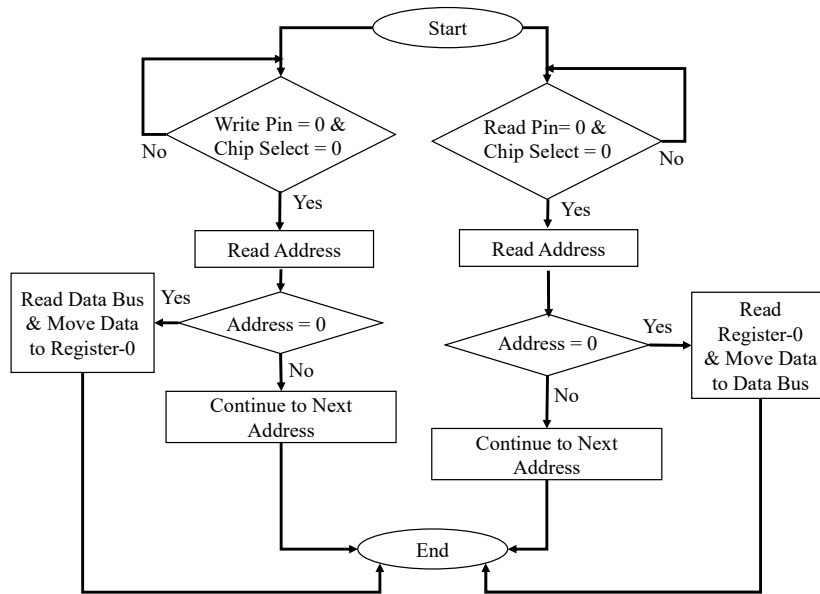 Start
Write Pin = 0 &
Chip Select = 0
No
Yes
Read Address
Read Data Bus
& Move Data
to Register-0
Yes
Address = 0
No
Continue to Next
Address
Read Pin= 0 &
Chip Select = 0
No
Yes
Read Address
Address = 0
Yes
Read
Register-0
& Move Data
to Data Bus
No
Continue to Next
Address
End